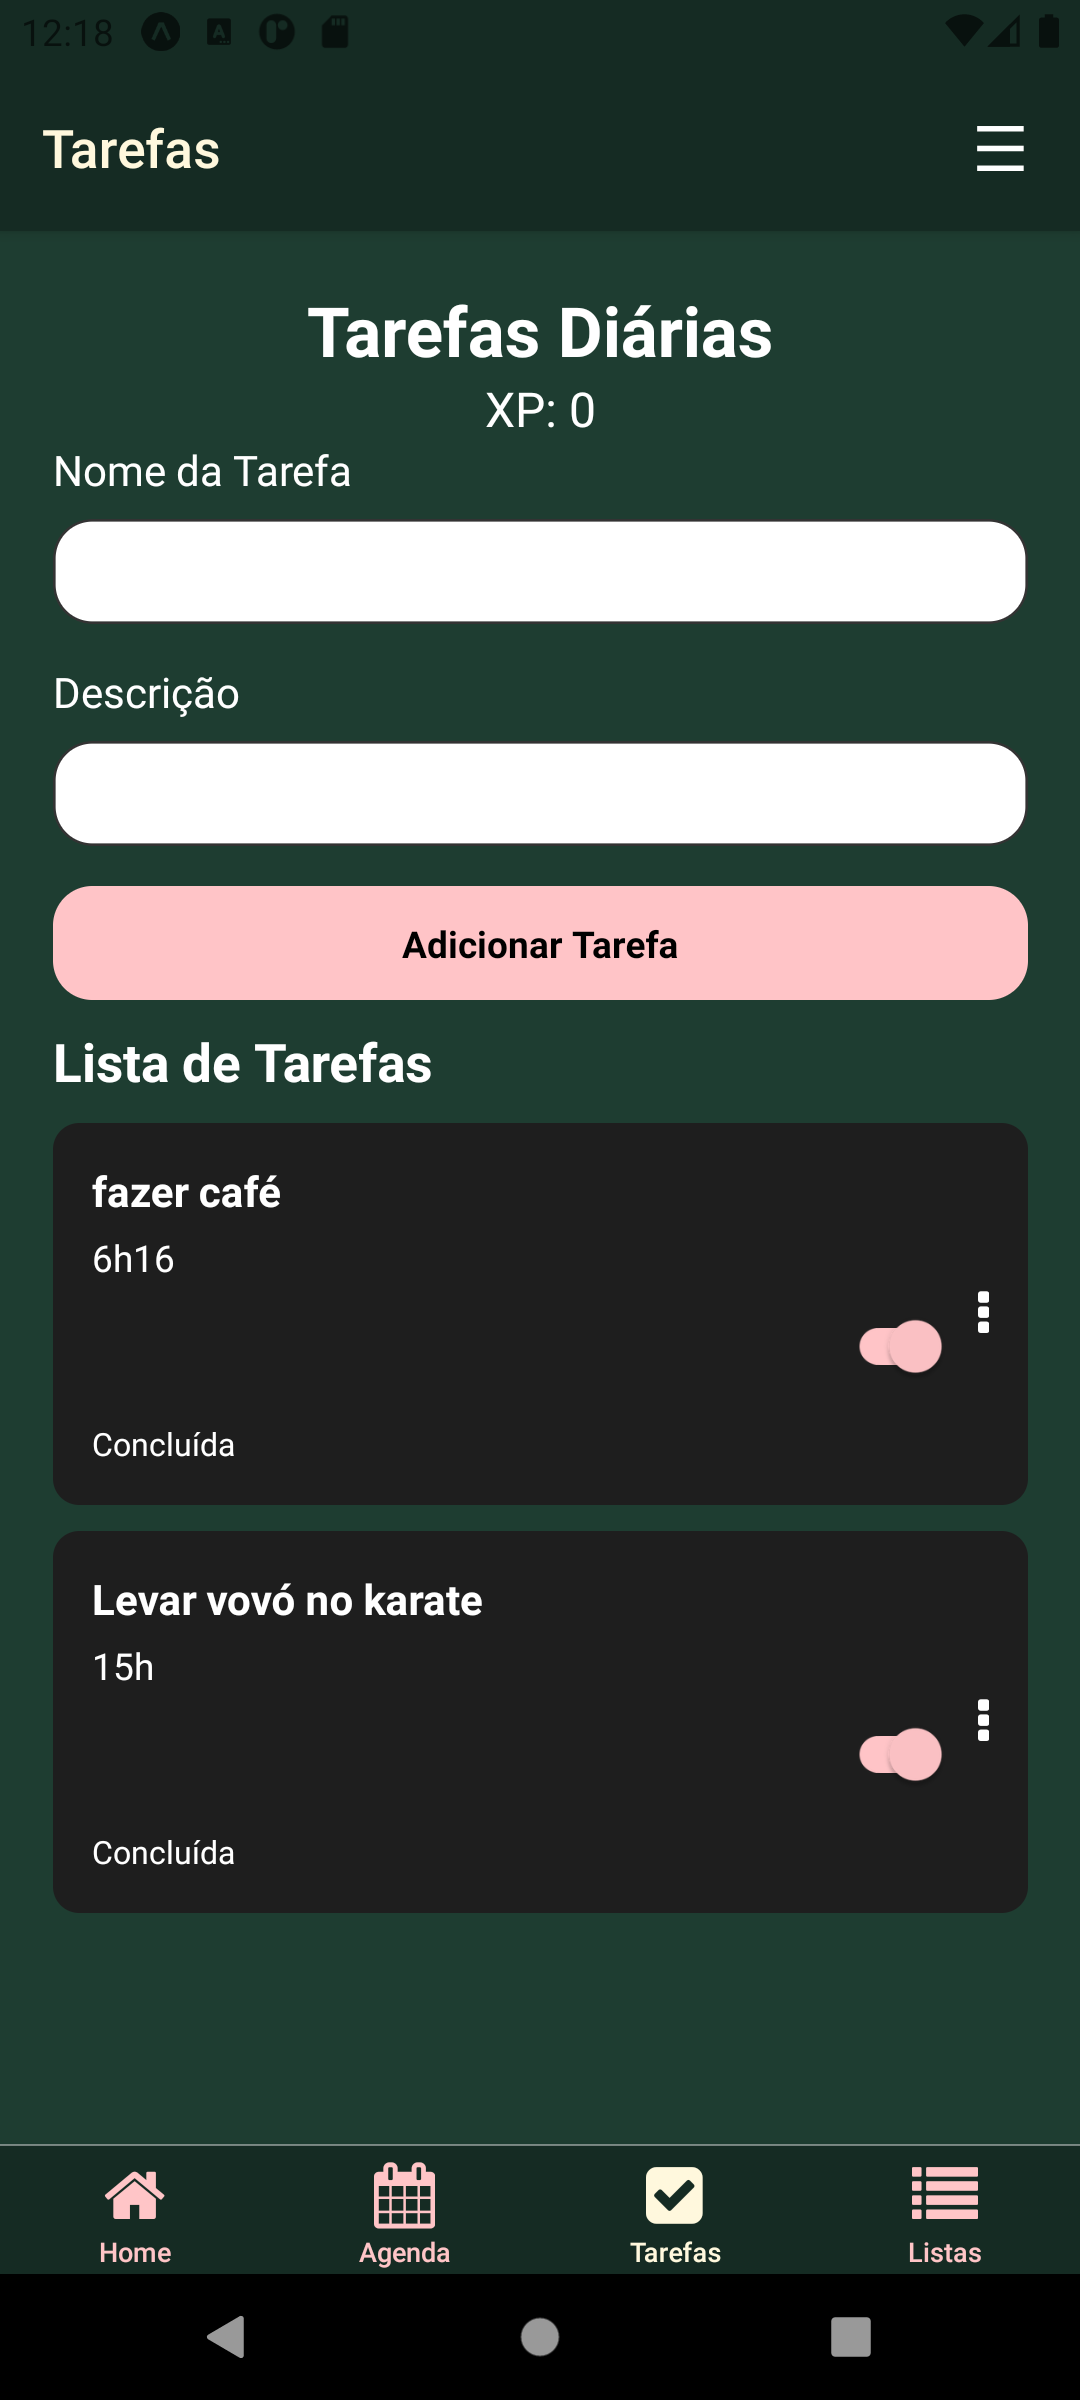 12:18
Tarefas
Tarefas Diárias
XP: 0
Nome da Tarefa
Descrição
Adicionar Tarefa
Lista de Tarefas
fazer café
6h16
Concluída
Levar vovó no karate
15h
Concluída
Home Agenda Tarefas Listas